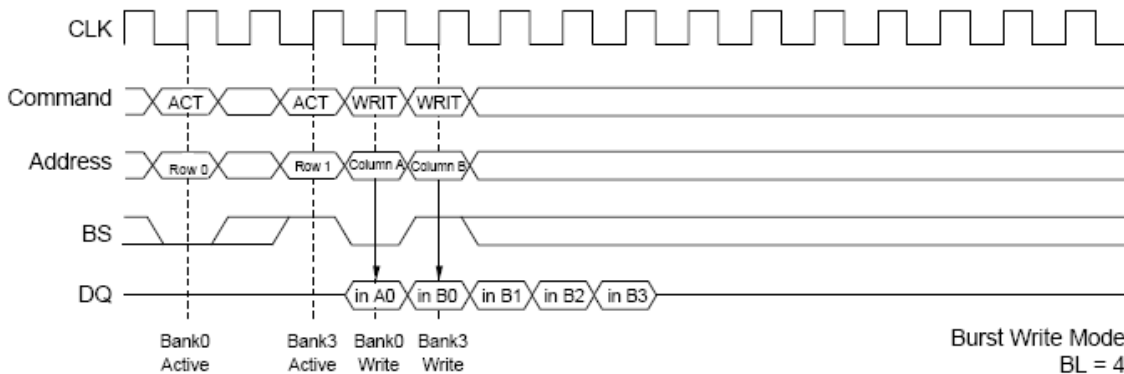 CLK
Command ACT ACT WRIT WRIT
Address Row 0 Row 1 Column A Column B
BS
DQ in A0 in B0 in B1 in B2 in B3
Bank0 Bank3 Bank0 Bank3
Active Active Write Write
Burst Write Mode
BL = 4